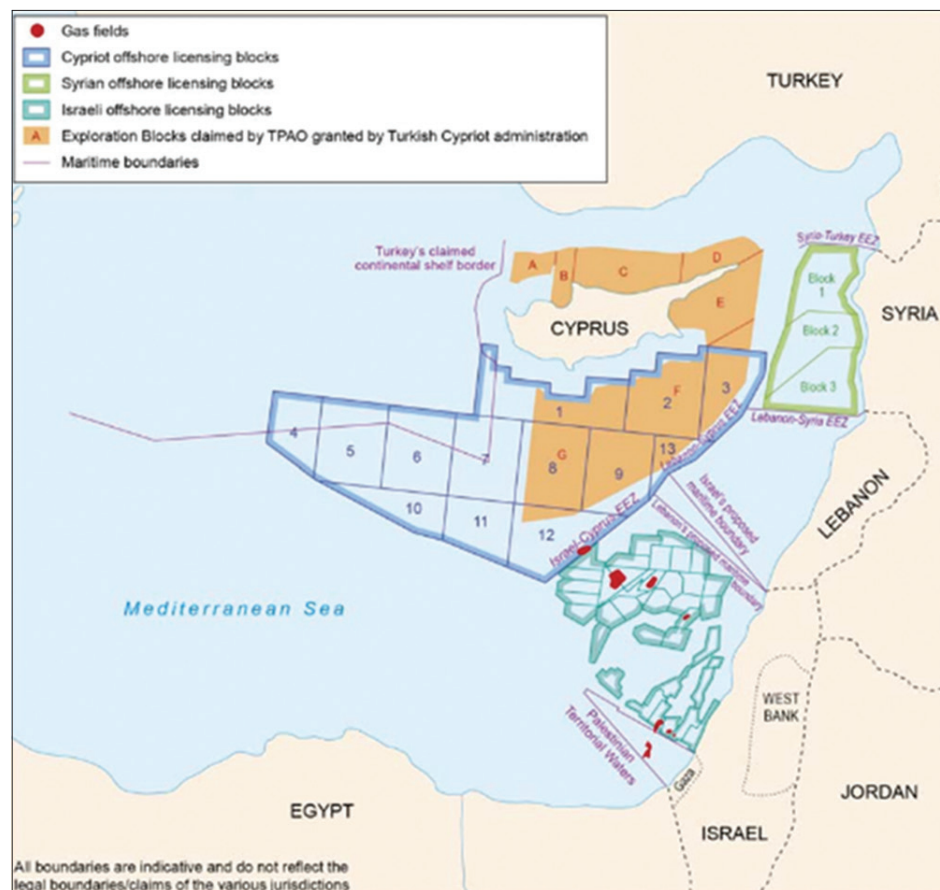 Gas fields
Cypriot offshore licensing blocks
Syrian offshore licensing blocks
Israeli offshore licensing blocks
A Exploration Blocks claimed by TPAO granted by Turkish Cypriot administration
Maritime boundaries
TURKEY
Turkey's claimed
continental shelf border
Syria-Turkey EEZ
A
B
C
D
E
Block
1
Block 2
Block 3
SYRIA
CYPRUS
Lebanon-Syria EEZ
1
2
F
3
4
5
6
7
8
G
9
13
10
11
12
Lebanon-Cyprus EEZ
Israel-Cyprus EEZ
Israel's proposed
maritime boundary
Lebanon's proposed maritime
boundary
LEBANON
Mediterranean Sea
Palestinian
Territorial Waters
WEST
BANK
Gaza
EGYPT
ISRAEL
JORDAN
All boundaries are indicative and do not reflect the
legal boundaries/claims of the various jurisdictions